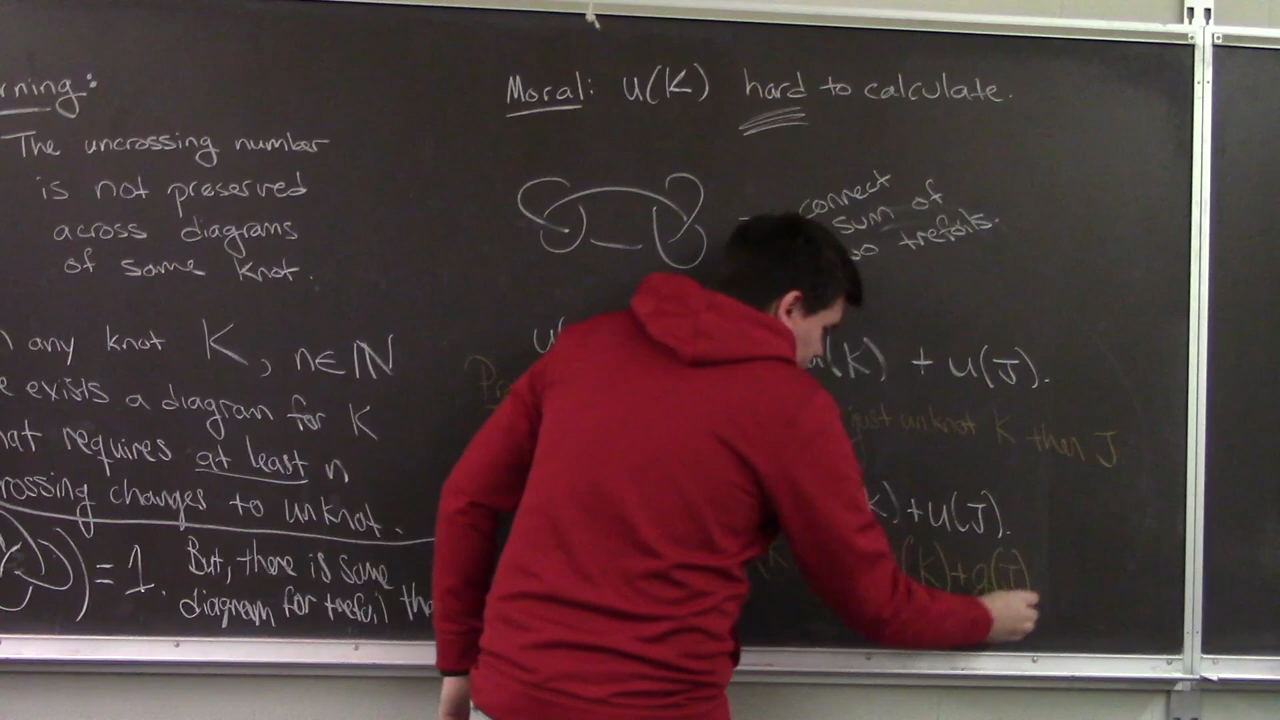 rning:
The uncrossing number
is not preserved
across diagrams
of same knot.
any knot K, n∈ℕ
e exists a diagram for K
at requires at least n
rossing changes to unknot.
) = 1. But, there is some
diagram for trefoil tha
Moral: u(K) hard to calculate.
connect
sum of
trefoils.
u(K) + u(J).
just unknot K then J
K)+u(J).
(K)+g(J)